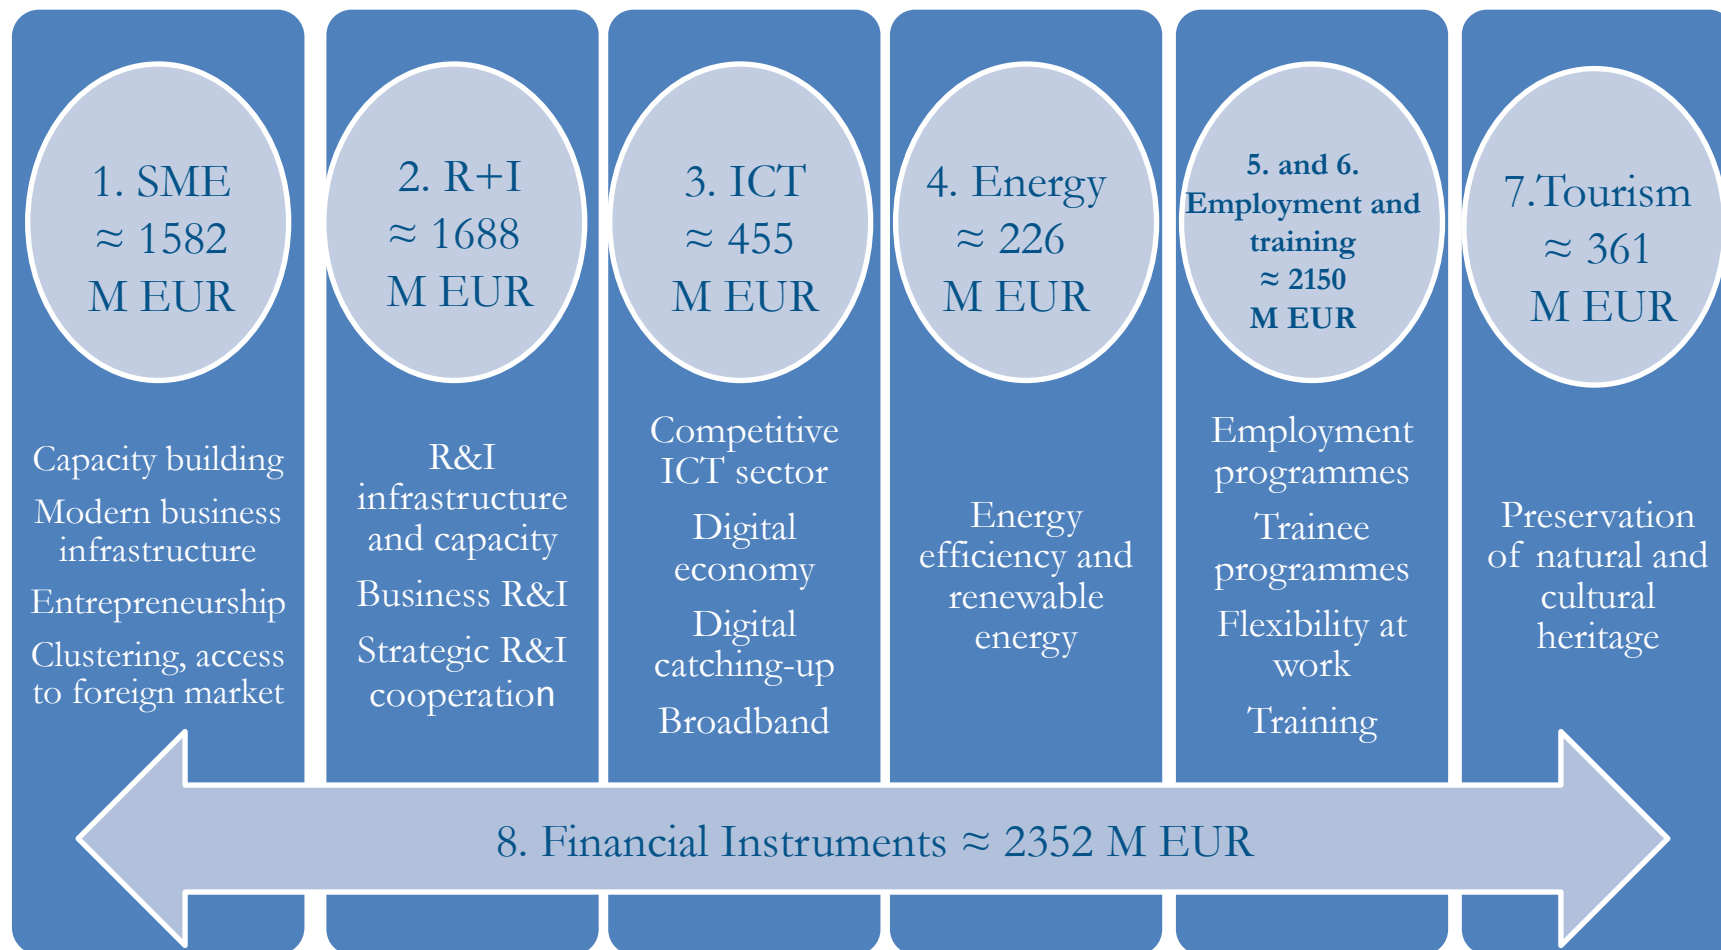 1. SME
≈ 1582
M EUR
Capacity building
Modern business
infrastructure
Entrepreneurship
Clustering, access
to foreign market
2. R+I
≈ 1688
M EUR
R&I
infrastructure
and capacity
Business R&I
Strategic R&I
cooperation
3. ICT
≈ 455
M EUR
Competitive
ICT sector
Digital
economy
Digital
catching-up
Broadband
4. Energy
≈ 226
M EUR
Energy
efficiency and
renewable
energy
5. and 6.
Employment and
training
≈ 2150
M EUR
Employment
programmes
Trainee
programmes
Flexibility at
work
Training
7.Tourism
≈ 361
M EUR
Preservation
of natural and
cultural
heritage
8. Financial Instruments ≈ 2352 M EUR